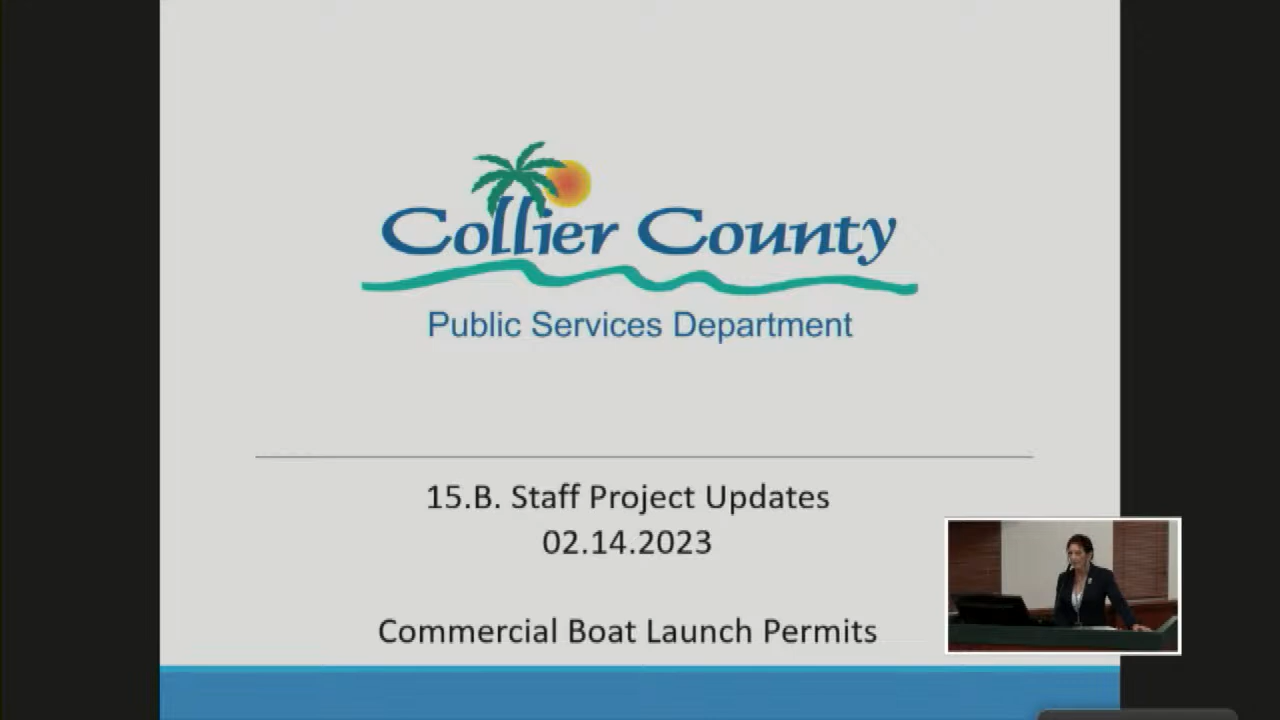 Collier County
Public Services Department
15.B. Staff Project Updates
02.14.2023
Commercial Boat Launch Permits